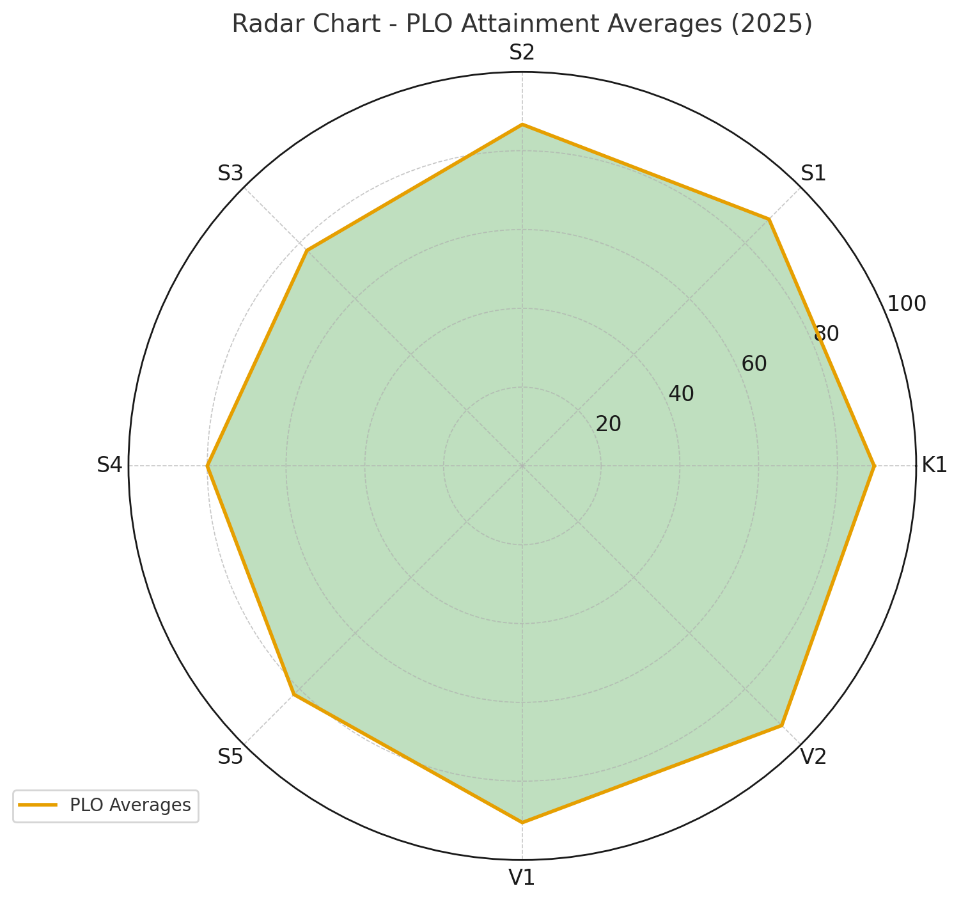 Radar Chart - PLO Attainment Averages (2025)
S2
S3
S1
100
80
60
40
20
S4
K1
S5
V2
PLO Averages
V1